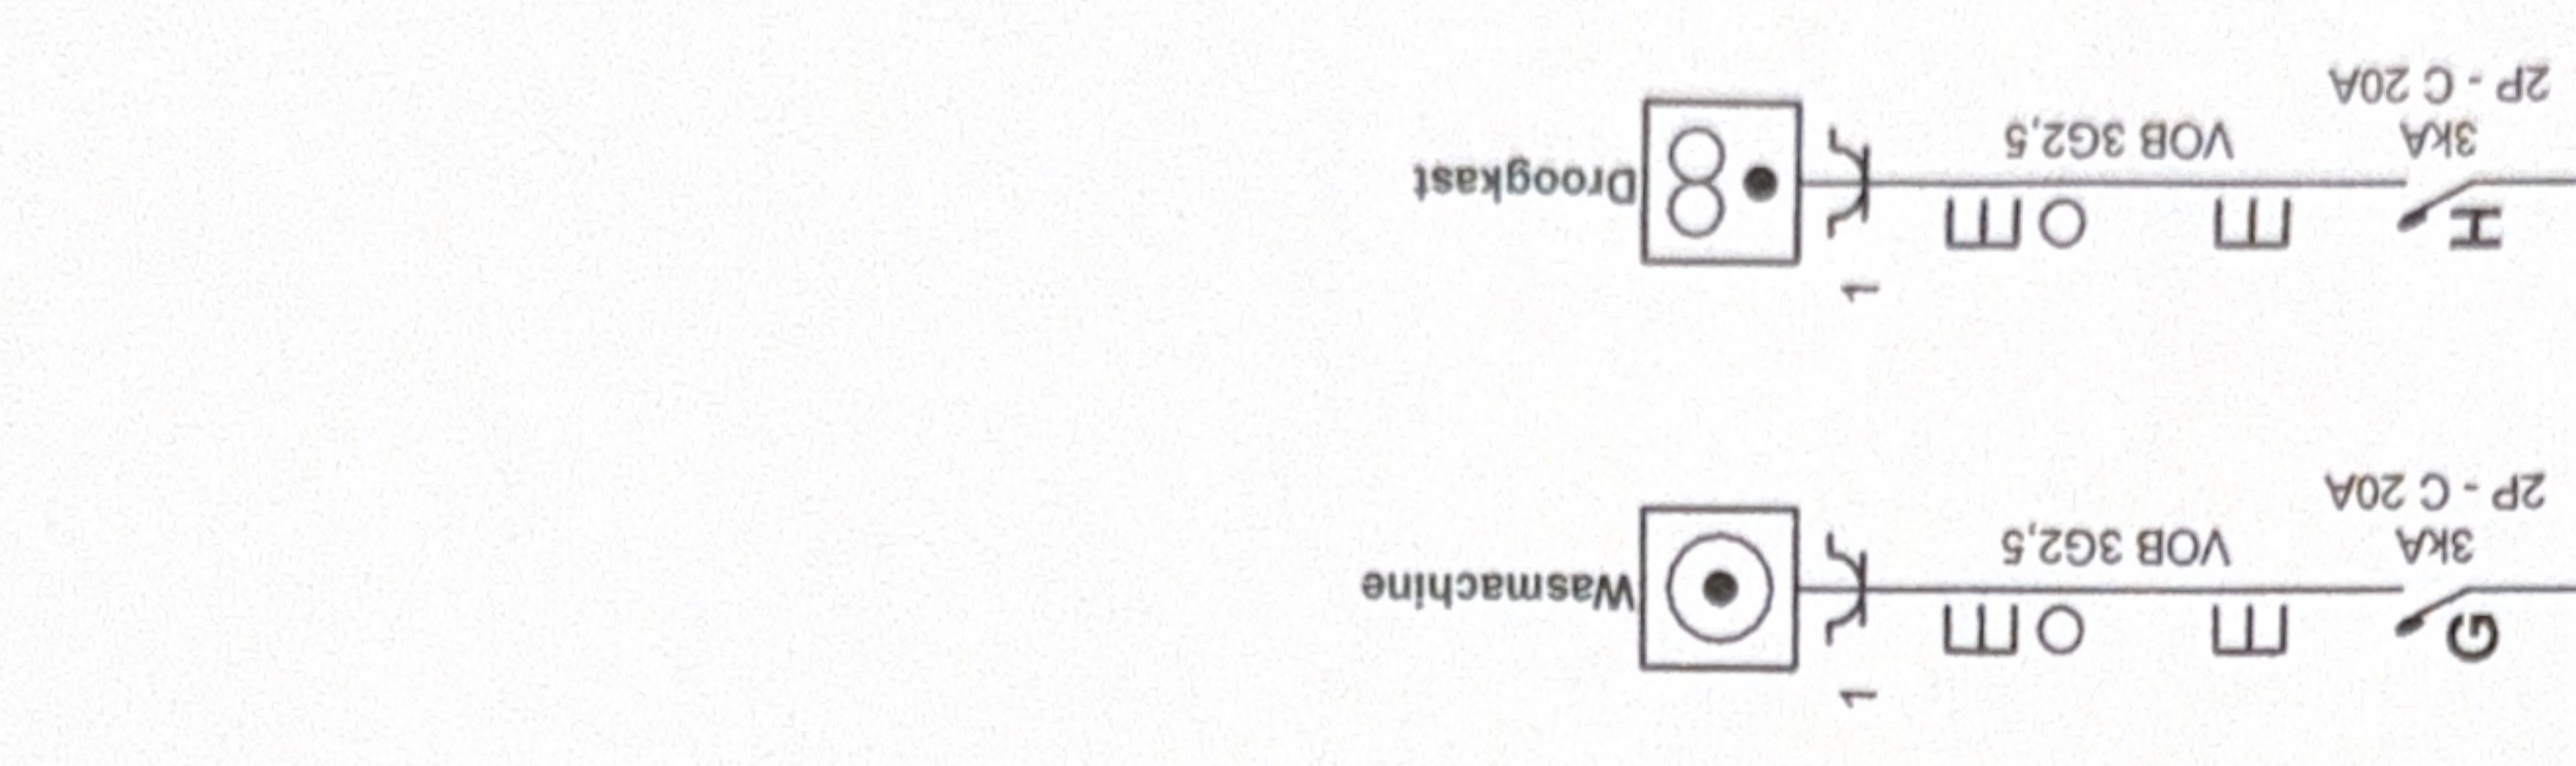 G
3kA
2P - C 20A
VOB 3G2,5
1
Wasmachine
H
3kA
2P - C 20A
VOB 3G2,5
1
Droogkast